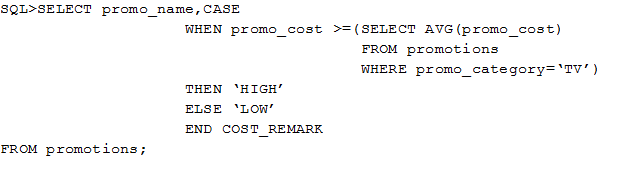 SQL>SELECT promo_name,CASE
WHEN promo_cost >=(SELECT AVG(promo_cost)
FROM promotions
WHERE promo_category=‘TV’)
THEN ‘HIGH’
ELSE ‘LOW’
END COST_REMARK
FROM promotions;